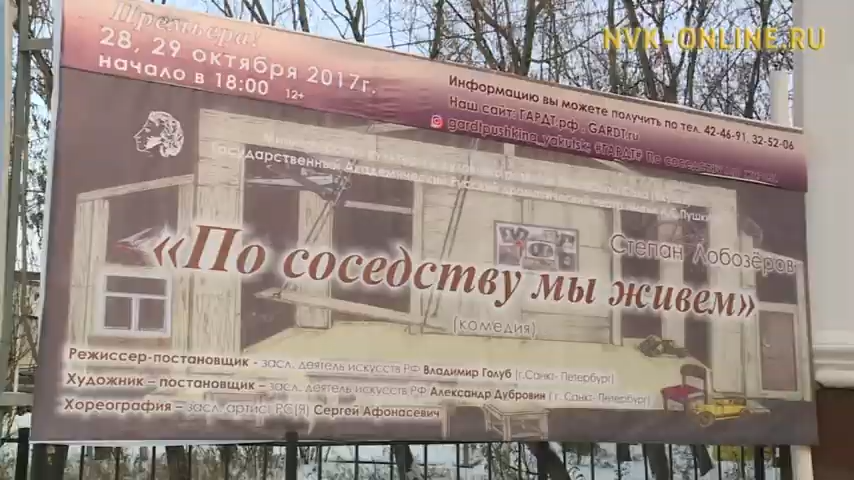 NVK-ONLINE.RU
Премьера!
28, 29 октября 2017г.
начало в 18:00 12+
Информацию вы можете получить по тел. 42-46-91, 32-52-06
Наш сайт: ГАРДТ.рф , GARDT.ru
gardtpushkina_yakutsk; #ГАРДТ# По соседству мы живем
Государственный Академический Русский драматический театр имени А.С. Пушкина
Степан Лобозёров
«По соседству мы живем»
(комедия)
Режиссер-постановщик - засл. деятель искусств РФ Владимир Голуб (г.Санкт- Петербург)
Художник – постановщик - засл. деятель искусств РФ Александр Дубровин ( г. Санкт-Петербург)
Хореография – засл. артист РС(Я) Сергей Афонасевич